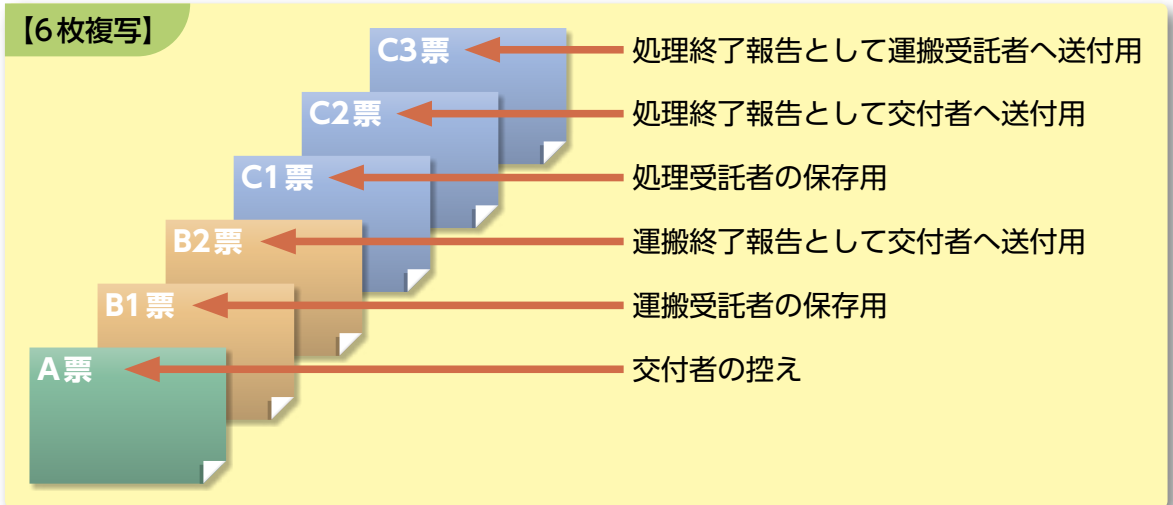 【6枚複写】
C3票 処理終了報告として運搬受託者へ送付用
C2票 処理終了報告として交付者へ送付用
C1票 処理受託者の保存用
B2票 運搬終了報告として交付者へ送付用
B1票 運搬受託者の保存用
A票 交付者の控え